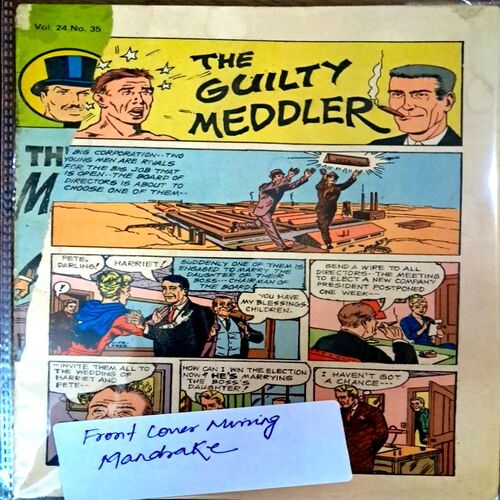 Vol. 24 No. 35
THE
GUILTY
MEDDLER
TH
M
BIG CORPORATION--TWO
YOUNG MEN ARE RIVALS
FOR THE BIG JOB THAT
IS OPEN--THE BOARD OF
DIRECTORS IS ABOUT TO
CHOOSE ONE OF THEM--
PETE,
DARLING!
HARRIET!
!
SUDDENLY ONE OF THEM IS
ENGAGED TO MARRY THE
DAUGHTER OF THEIR
BOSS--CHAIRMAN OF
THE BOARD!
YOU HAVE
MY BLESSINGS,
CHILDREN.
SEND A WIRE TO ALL
DIRECTORS--THE MEETING
TO ELECT A NEW COMPANY
PRESIDENT POSTPONED
ONE WEEK--
--INVITE THEM ALL TO
THE WEDDING OF
HARRIET AND
PETE--
HOW CAN I WIN THE ELECTION
NOW? HE'S MARRYING
THE BOSS'S
DAUGHTER!
I HAVEN'T GOT
A CHANCE---
Front Cover Missing
Mandrake